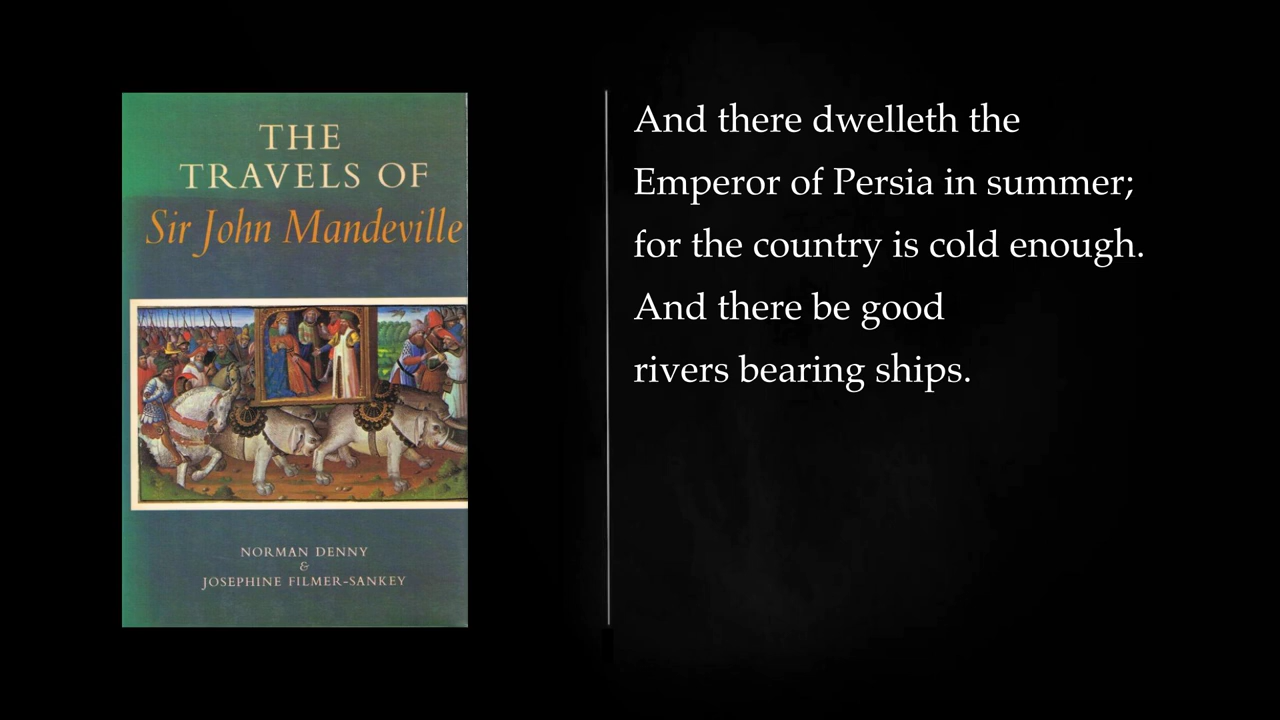 THE
TRAVELS OF
Sir John Mandeville
NORMAN DENNY
&
JOSEPHINE FILMER-SANKEY
And there dwelleth the
Emperor of Persia in summer;
for the country is cold enough.
And there be good
rivers bearing ships.